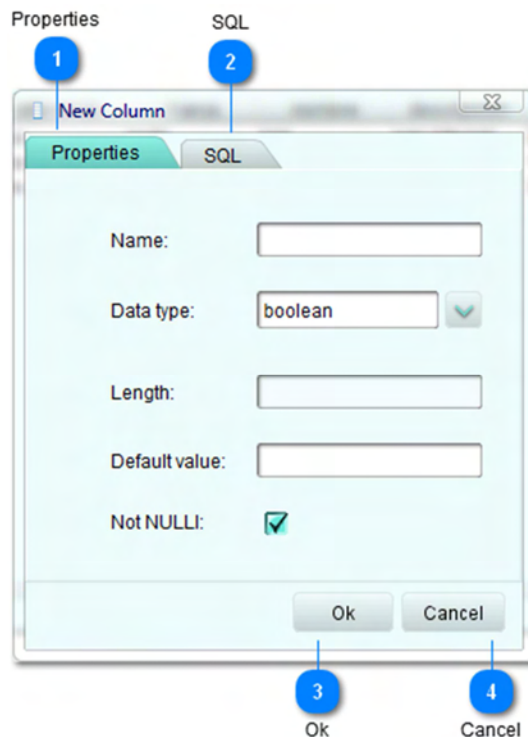 Properties
SQL
1
2
New Column
Properties
SQL
Name:
Data type:
boolean
Length:
Default value:
Not NULLI:
Ok
Cancel
3
4
Ok
Cancel